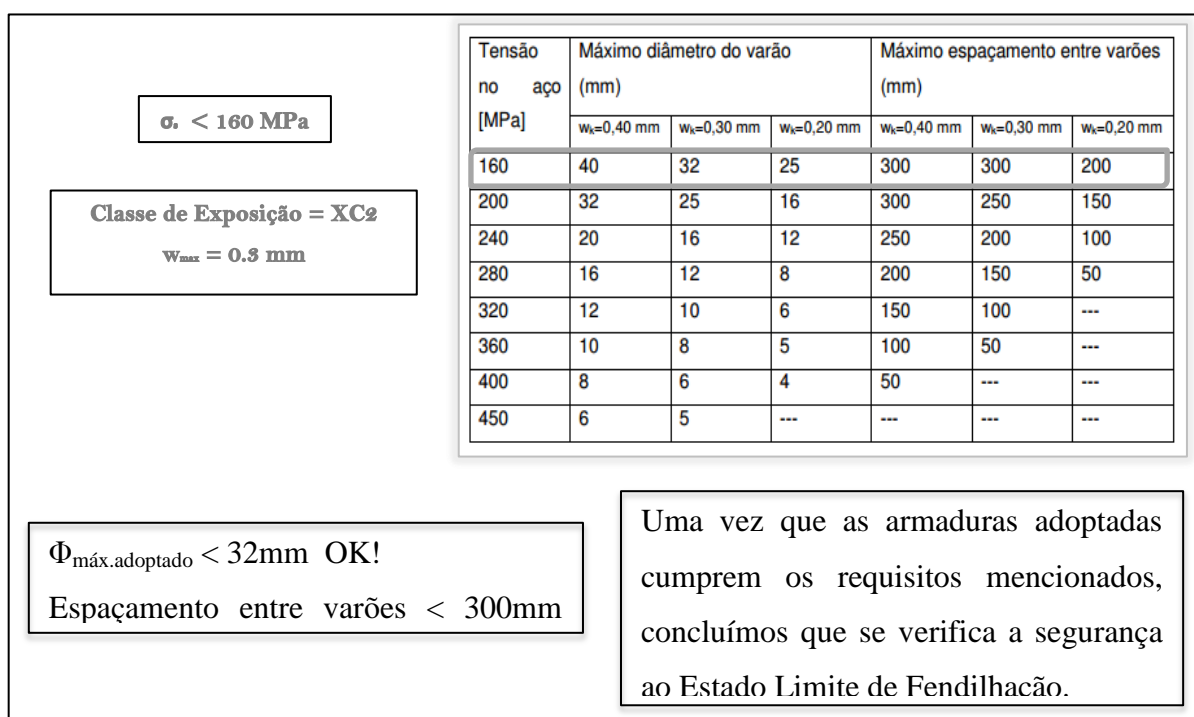 σs < 160 MPa
Classe de Exposição = XC2
wmax = 0.3 mm
Tensão no aço [MPa] | Máximo diâmetro do varão (mm) | Máximo espaçamento entre varões (mm)
wk=0,40 mm | wk=0,30 mm | wk=0,20 mm | wk=0,40 mm | wk=0,30 mm | wk=0,20 mm
160 | 40 | 32 | 25 | 300 | 300 | 200
200 | 32 | 25 | 16 | 300 | 250 | 150
240 | 20 | 16 | 12 | 250 | 200 | 100
280 | 16 | 12 | 8 | 200 | 150 | 50
320 | 12 | 10 | 6 | 150 | 100 | ---
360 | 10 | 8 | 5 | 100 | 50 | ---
400 | 8 | 6 | 4 | 50 | --- | ---
450 | 6 | 5 | --- | --- | --- | ---
Φmáx.adoptado < 32mm OK!
Espaçamento entre varões < 300mm
Uma vez que as armaduras adoptadas
cumprem os requisitos mencionados,
concluímos que se verifica a segurança
ao Estado Limite de Fendilhação.